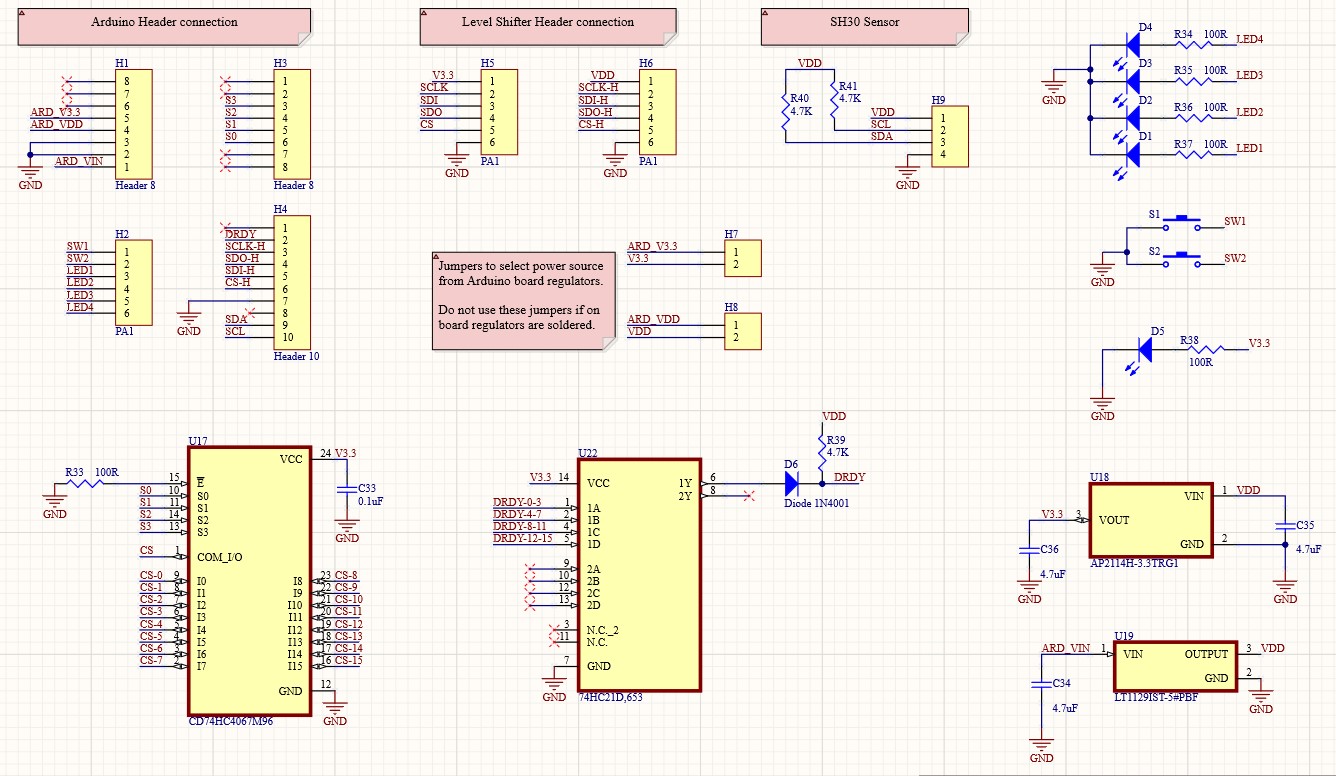 Arduino Header connection
Level Shifter Header connection
SH30 Sensor
H1
8
7
6
ARD_V3.3 5
ARD_VDD 4
3
2
ARD_VIN 1
GND
Header 8
H3
1
2
S3 3
S2 4
S1 5
S0 6
7
8
Header 8
H5
V3.3 1
SCLK 2
SDI 3
SDO 4
CS 5
6
GND
PA1
H6
VDD 1
SCLK-H 2
SDI-H 3
SDO-H 4
CS-H 5
6
GND
PA1
VDD
R40
4.7K
R41
4.7K
H9
VDD 1
SCL 2
SDA 3
4
GND
D4 R34 100R LED4
D3 R35 100R LED3
D2 R36 100R LED2
D1 R37 100R LED1
GND
H2
SW1 1
SW2 2
LED1 3
LED2 4
LED3 5
LED4 6
PA1
H4
1
DRDY 2
SCLK-H 3
SDO-H 4
SDI-H 5
CS-H 6
7
8
SDA 9
SCL 10
GND
Header 10
Jumpers to select power source
from Arduino board regulators.
Do not use these jumpers if on
board regulators are soldered.
H7
ARD_V3.3 1
V3.3 2
H8
ARD_VDD 1
VDD 2
S1 SW1
S2 SW2
GND
D5 R38 V3.3
100R
GND
U17
R33 100R
GND
VCC 24 V3.3
C33
0.1uF
GND
15 E
S0 10 S0
S1 11 S1
S2 14 S2
S3 13 S3
CS 1 COM_I/O
CS-0 9 I0
CS-1 8 I1
CS-2 7 I2
CS-3 6 I3
CS-4 5 I4
CS-5 4 I5
CS-6 3 I6
CS-7 2 I7
I8 23 CS-8
I9 22 CS-9
I10 21 CS-10
I11 20 CS-11
I12 19 CS-12
I13 18 CS-13
I14 17 CS-14
I15 16 CS-15
GND 12
GND
CD74HC4067M96
U22
V3.3 14 VCC
DRDY-0-3 1 1A
DRDY-4-7 2 1B
DRDY-8-11 4 1C
DRDY-12-15 5 1D
9 2A
10 2B
12 2C
13 2D
3 N.C._2
11 N.C.
7 GND
GND
1Y 6
2Y 8
74HC21D,653
VDD
R39
4.7K
D6 DRDY
Diode 1N4001
U18
VIN 1 VDD
V3.3 3 VOUT
GND 2
AP2114H-3.3TRG1
C36
4.7uF
GND
C35
4.7uF
GND
U19
ARD_VIN 1 VIN
OUTPUT 3 VDD
GND 2
GND
LT1129IST-5#PBF
C34
4.7uF
GND